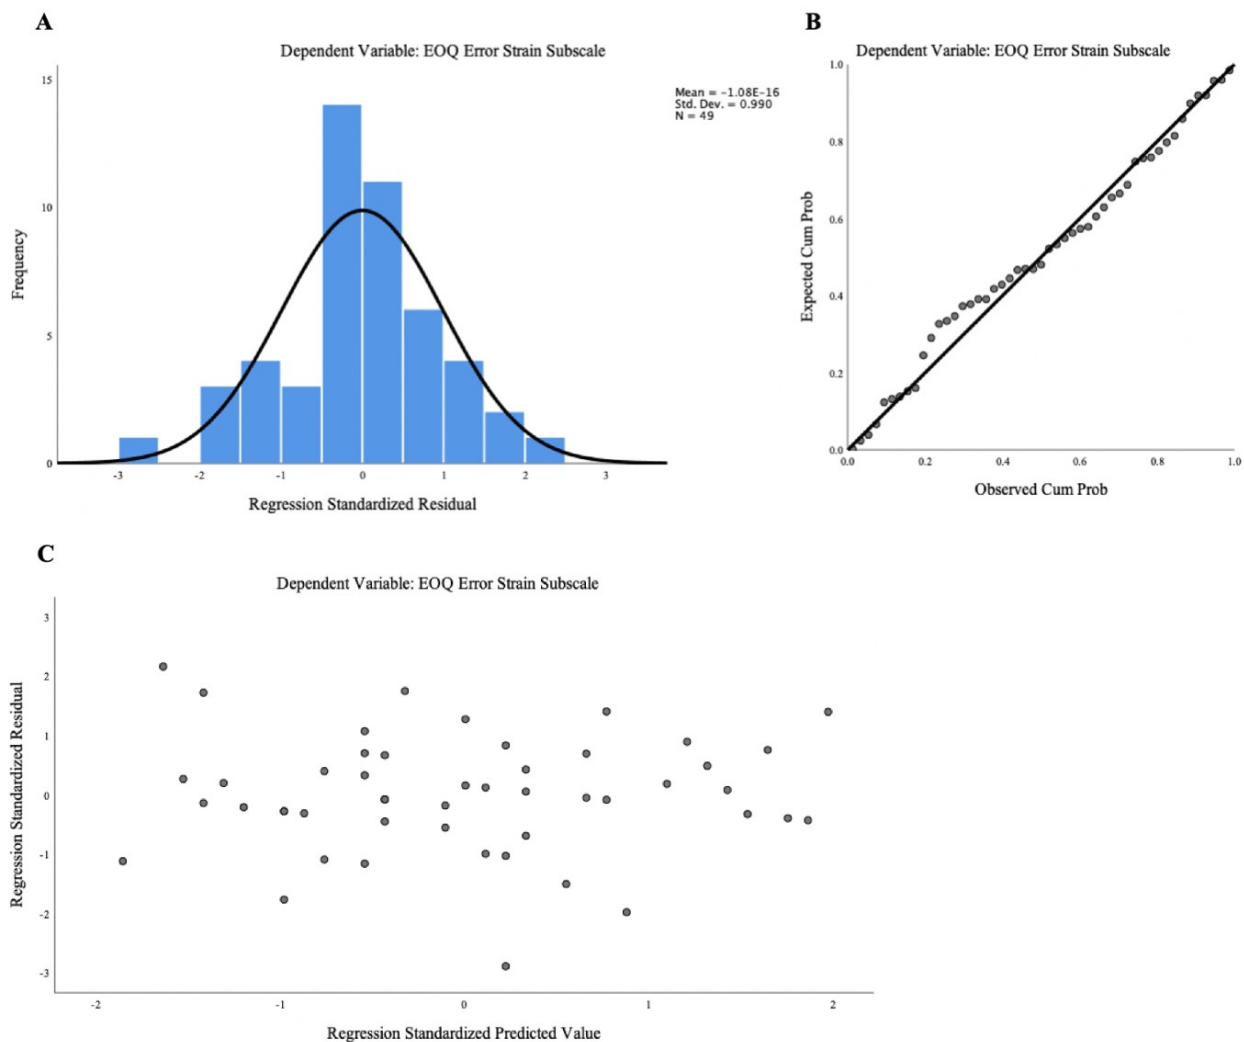 A
Dependent Variable: EOQ Error Strain Subscale
15
10
5
0
Frequency
-3 -2 -1 0 1 2 3
Regression Standardized Residual
Mean = -1.08E-16
Std. Dev. = 0.990
N = 49
B
Dependent Variable: EOQ Error Strain Subscale
1.0
0.8
0.6
0.4
0.2
0.0
Expected Cum Prob
0.0 0.2 0.4 0.6 0.8 1.0
Observed Cum Prob
C
Dependent Variable: EOQ Error Strain Subscale
3
2
1
0
-1
-2
-3
Regression Standardized Residual
-2 -1 0 1 2
Regression Standardized Predicted Value